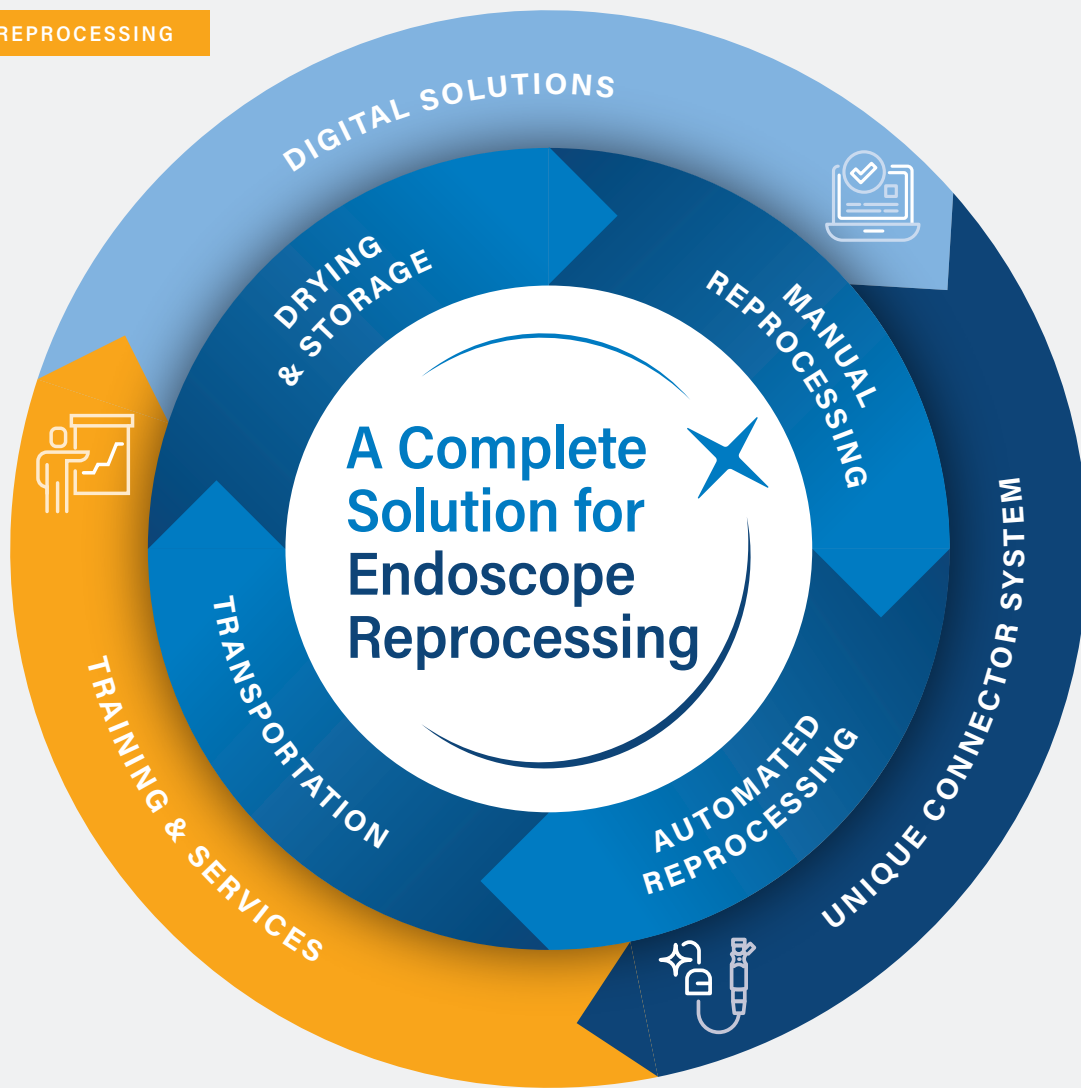 REPROCESSING
DIGITAL SOLUTIONS
DRYING
& STORAGE
MANUAL
REPROCESSING
A Complete
Solution for
Endoscope
Reprocessing
UNIQUE CONNECTOR SYSTEM
TRANSPORTATION
AUTOMATED
REPROCESSING
TRAINING & SERVICES